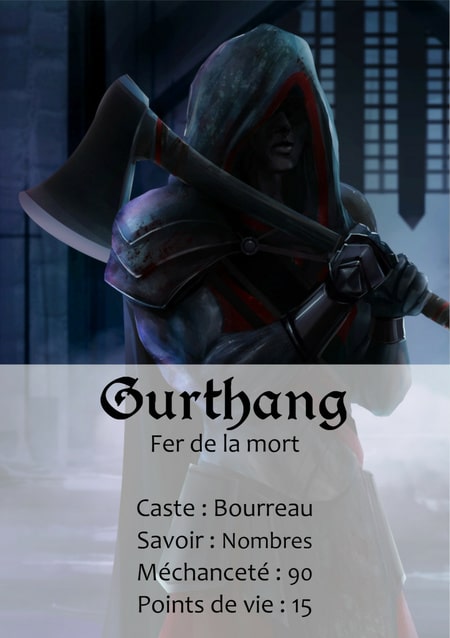 Gurthang
Fer de la mort
Caste : Bourreau
Savoir : Nombres
Méchanceté : 90
Points de vie : 15